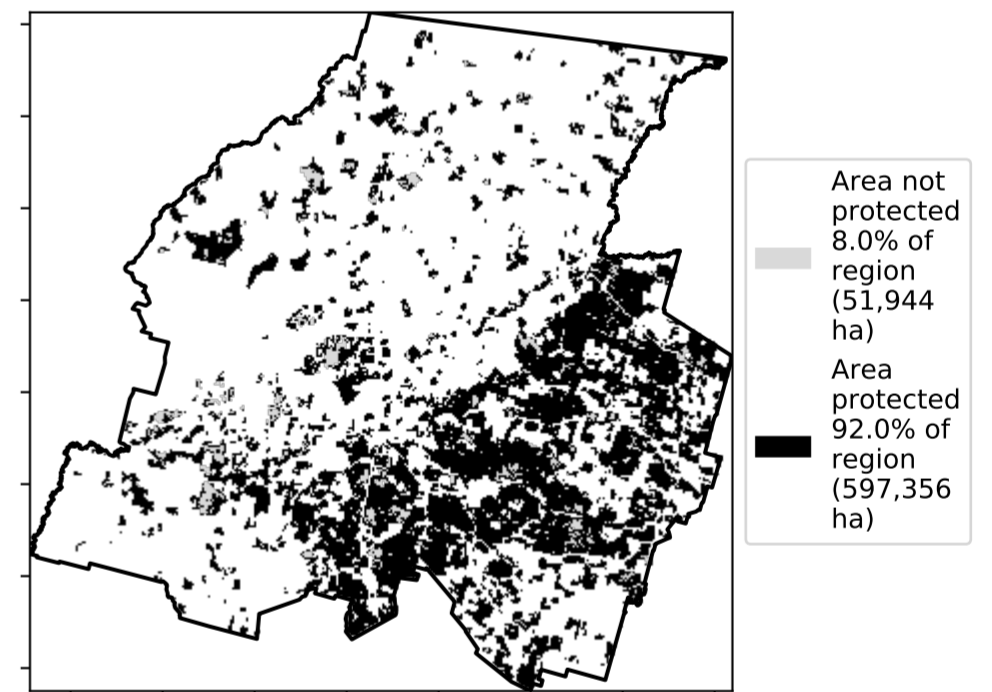 Area not
protected
8.0% of
region
(51,944
ha)
Area
protected
92.0% of
region
(597,356
ha)